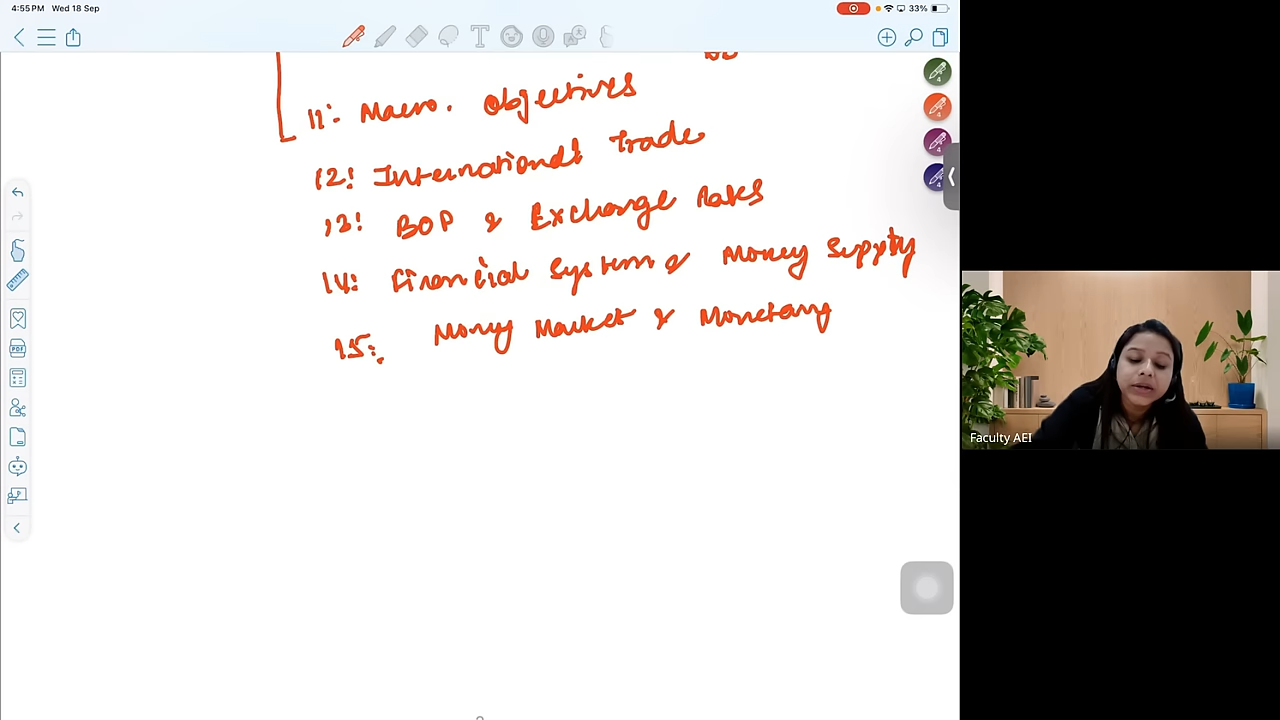 4:55PM Wed 18 Sep 33%
11: Macro. Objectives
12: International Trade
13: BOP & Exchange Rates
14: Financial System & Money Supply
15: Money Market & Monetary
Faculty AEI